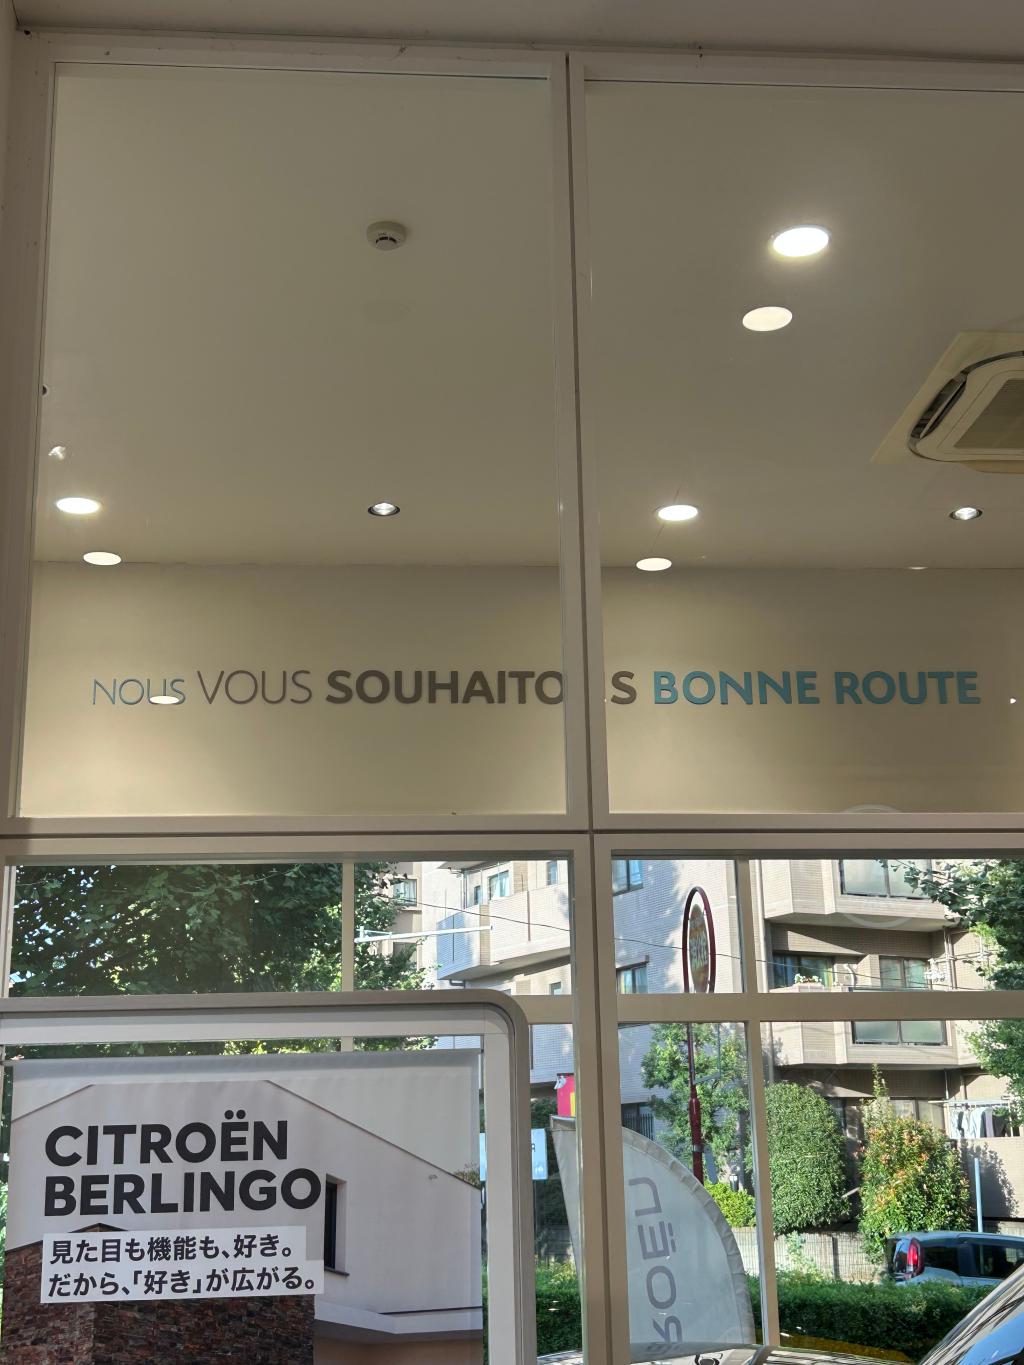 NOUS VOUS SOUHAITONS BONNE ROUTE
CITROËN
BERLINGO
見た目も機能も、好き。
だから、「好き」が広がる。
ROËN